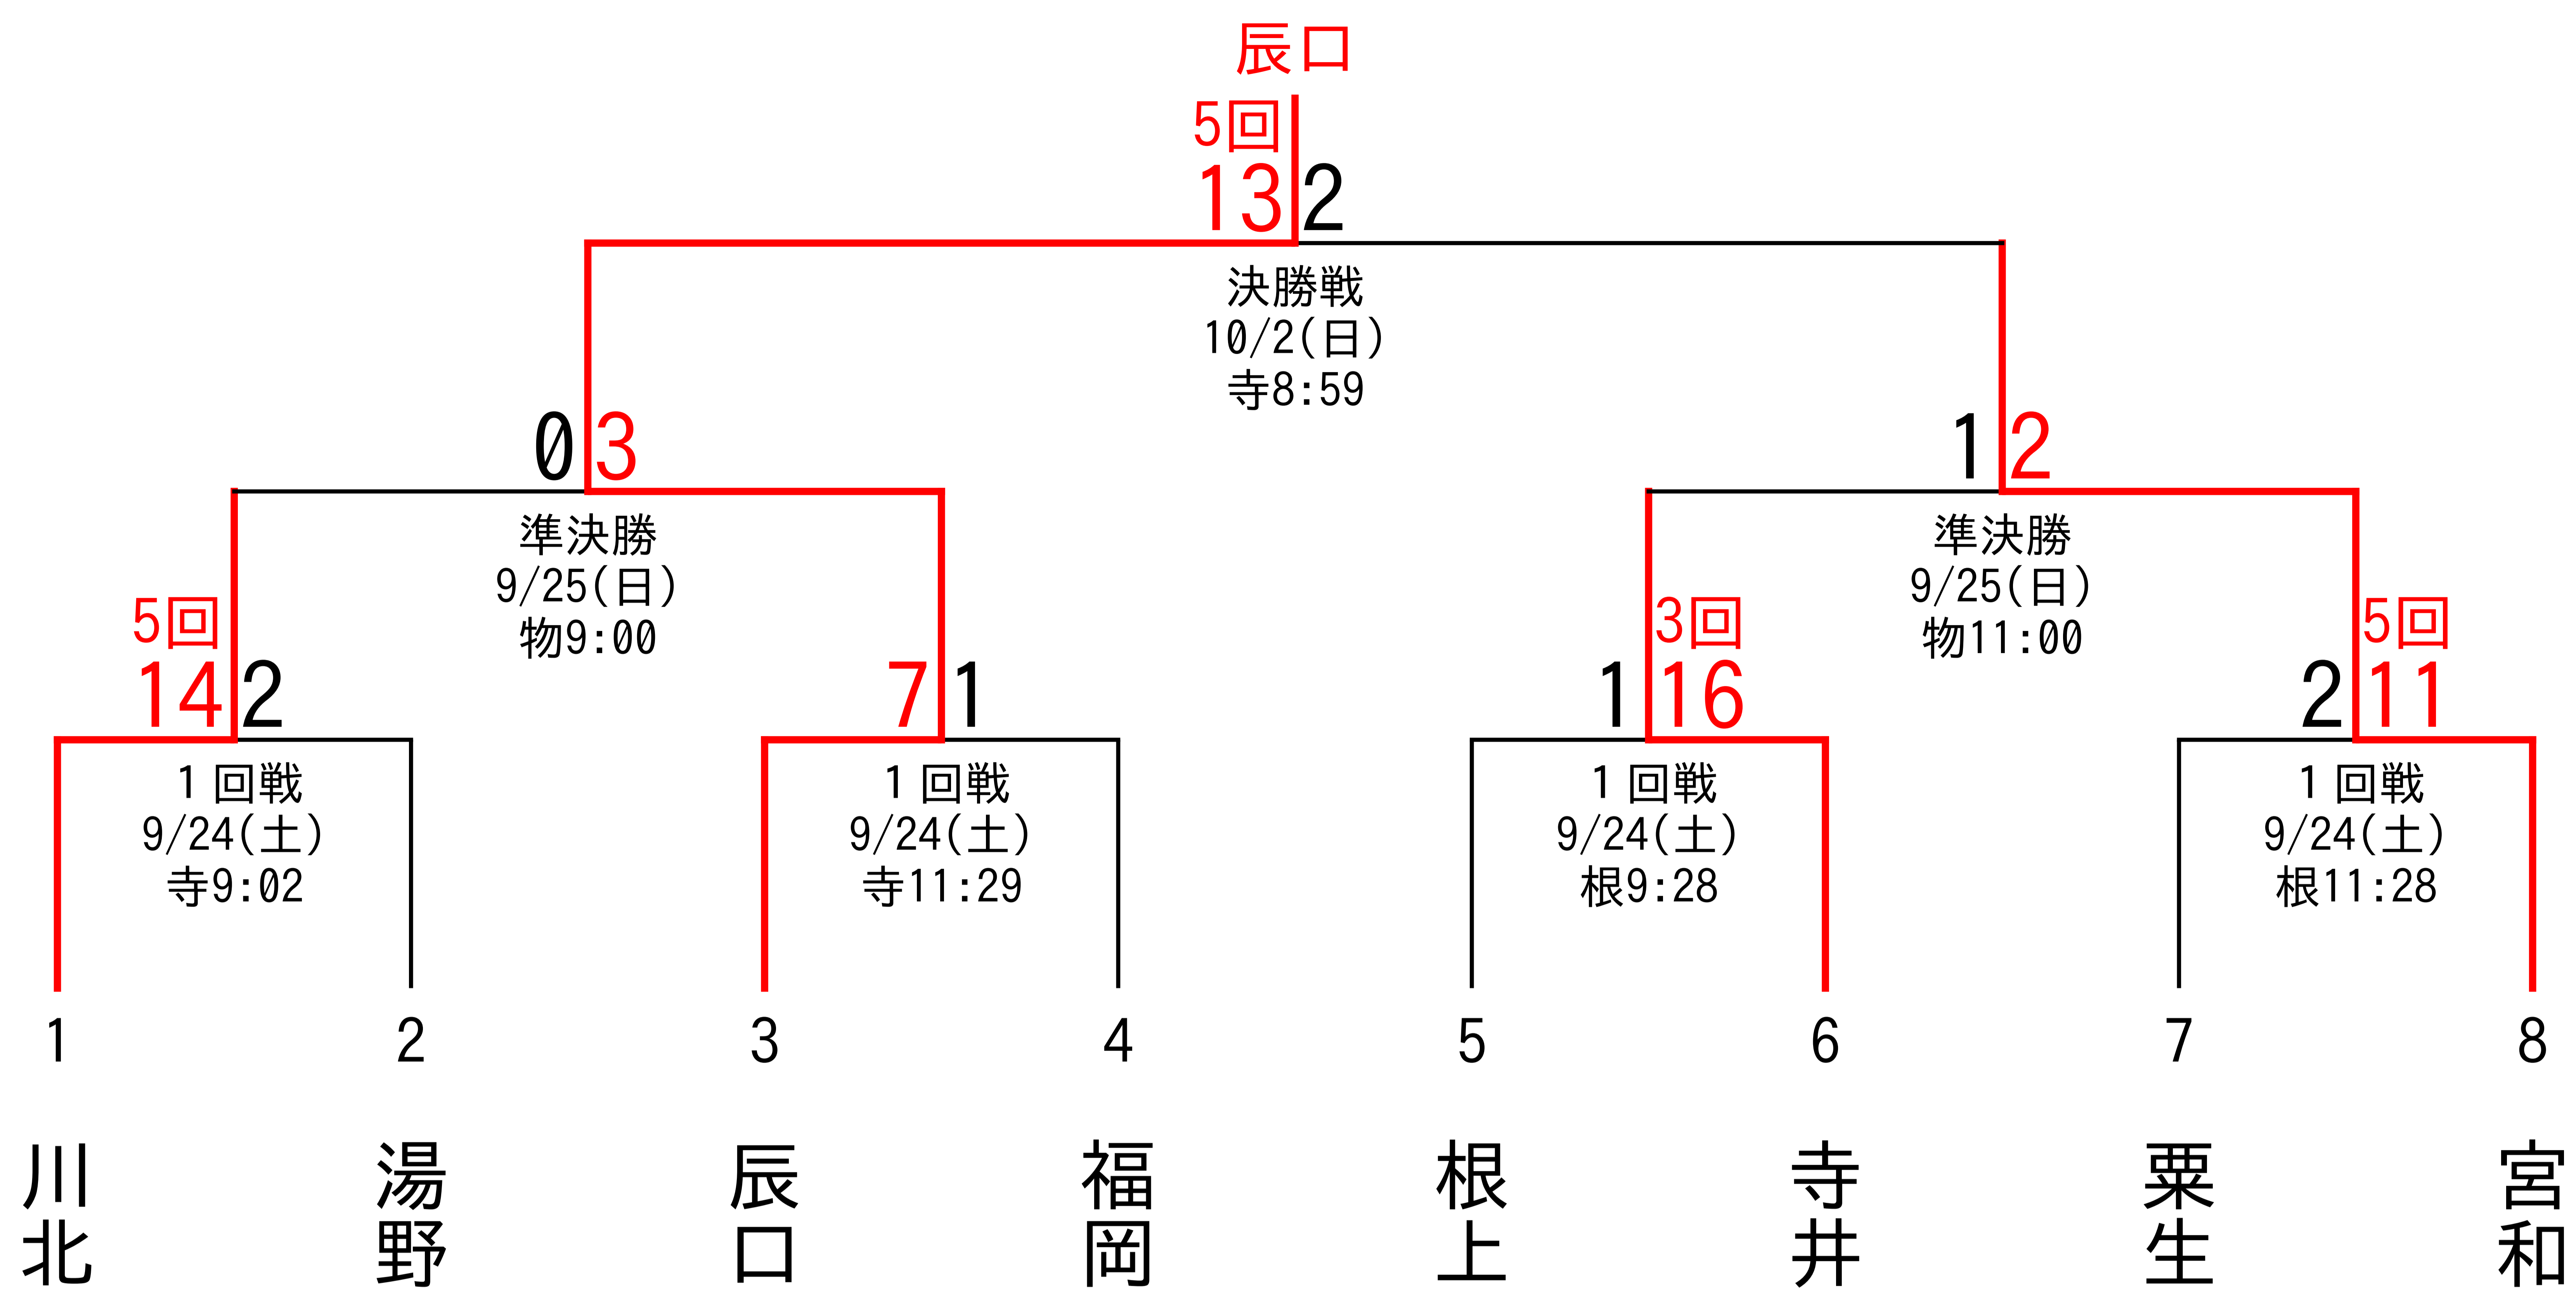 辰口
5回
13 2
決勝戦
10/2(日)
寺8:59
0 3
準決勝
9/25(日)
物9:00
1 2
準決勝
9/25(日)
物11:00
5回
14 2
1回戦
9/24(土)
寺9:02
7 1
1回戦
9/24(土)
寺11:29
3回
1 16
1回戦
9/24(土)
根9:28
5回
2 11
1回戦
9/24(土)
根11:28
1 2 3 4 5 6 7 8
川北
湯野
辰口
福岡
根上
寺井
粟生
宮和